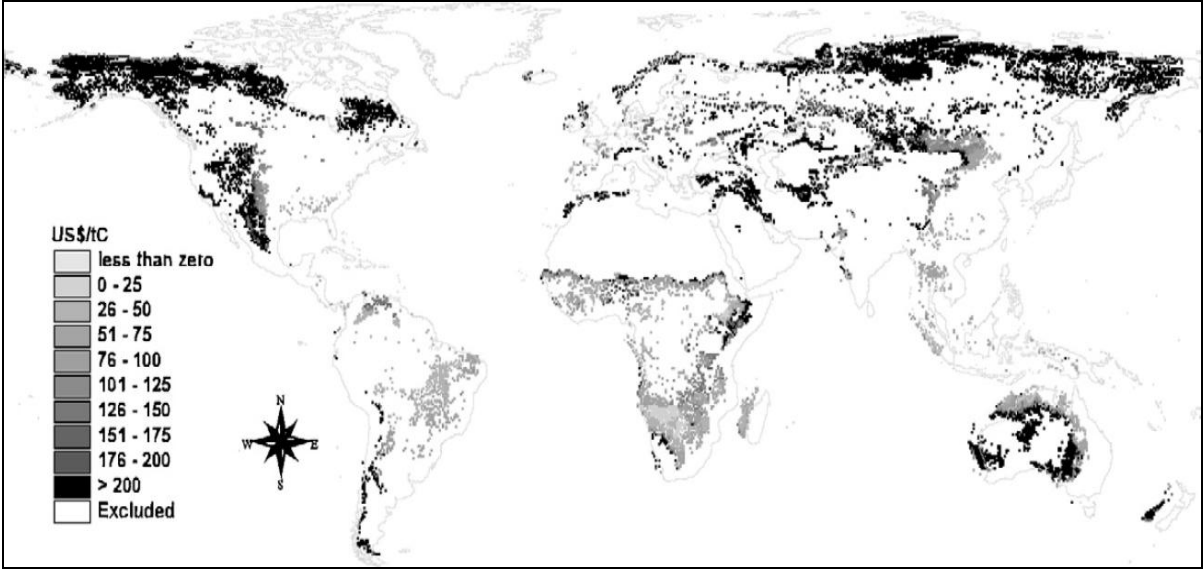 US$/tC
less than zero
0 - 25
26 - 50
51 - 75
76 - 100
101 - 125
126 - 150
151 - 175
176 - 200
> 200
Excluded
N
W E
S